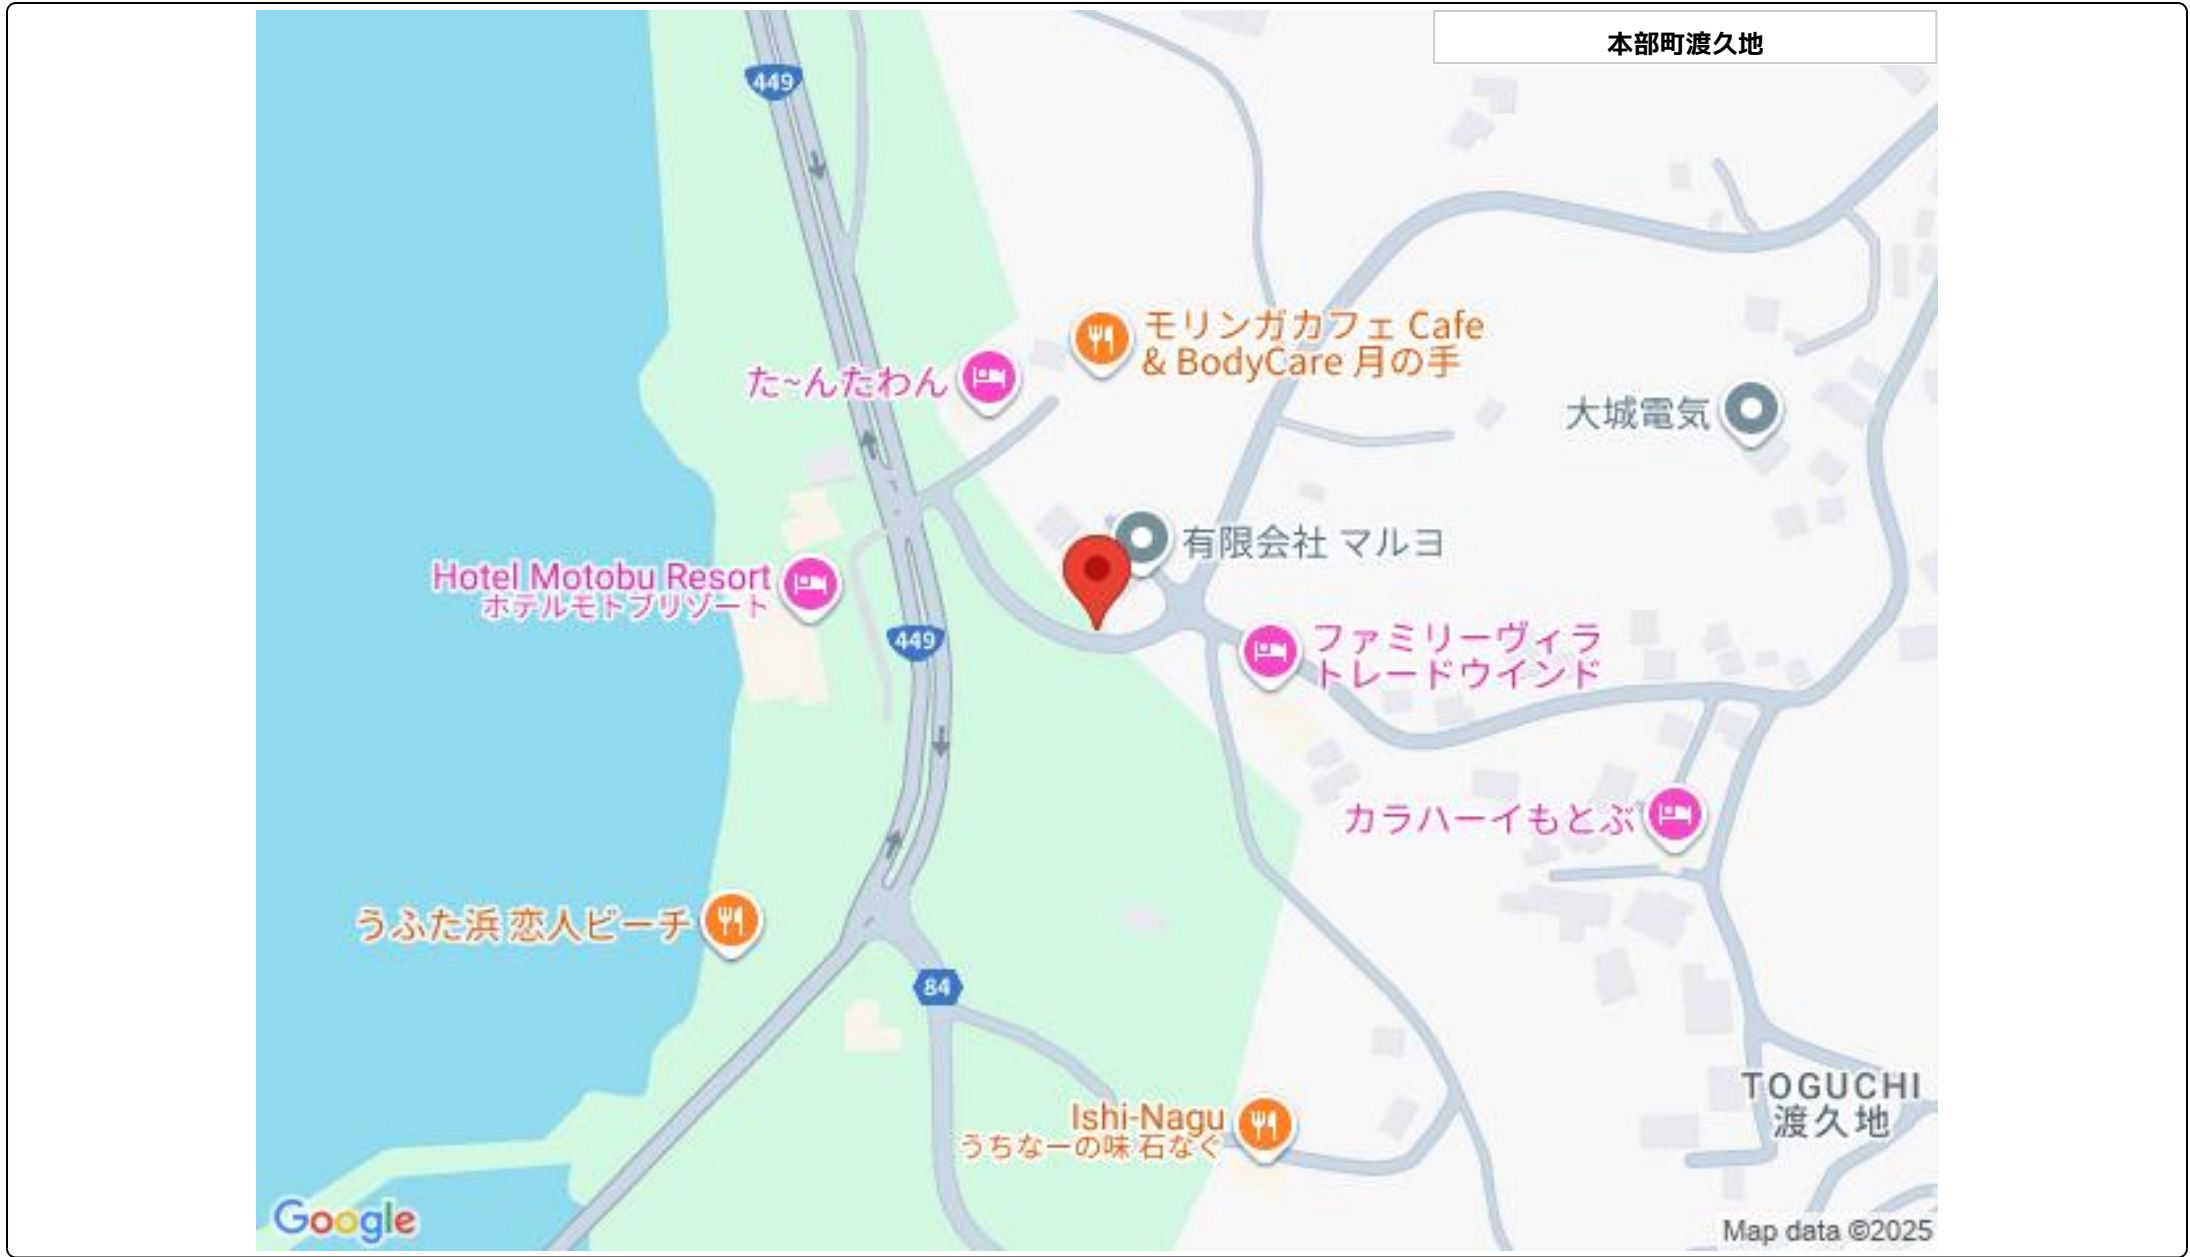 本部町渡久地
449
モリンガカフェ Cafe
& BodyCare 月の手
た~んたわん
大城電気
有限会社 マルヨ
Hotel Motobu Resort
ホテルモトブリゾート
449
ファミリーヴィラ
トレードウインド
カラハーイもとぶ
うふた浜 恋人ビーチ
84
TOGUCHI
渡久地
Ishi-Nagu
うちなーの味 石なぐ
Google
Map data ©2025